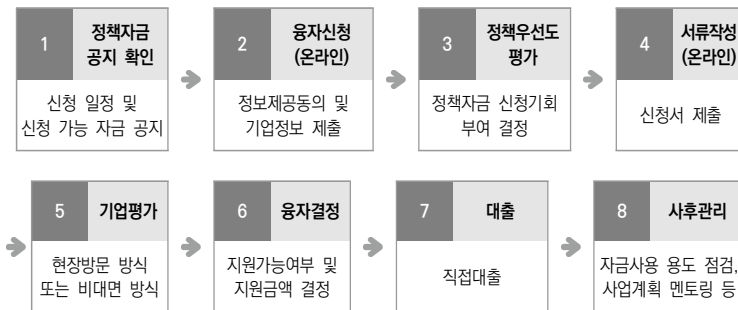 1
정책자금
공지 확인
신청 일정 및
신청 가능 자금 공지
2
융자신청
(온라인)
정보제공동의 및
기업정보 제출
3
정책우선도
평가
정책자금 신청기회
부여 결정
4
서류작성
(온라인)
신청서 제출
5
기업평가
현장방문 방식
또는 비대면 방식
6
융자결정
지원가능여부 및
지원금액 결정
7
대출
직접대출
8
사후관리
자금사용 용도 점검,
사업계획 멘토링 등